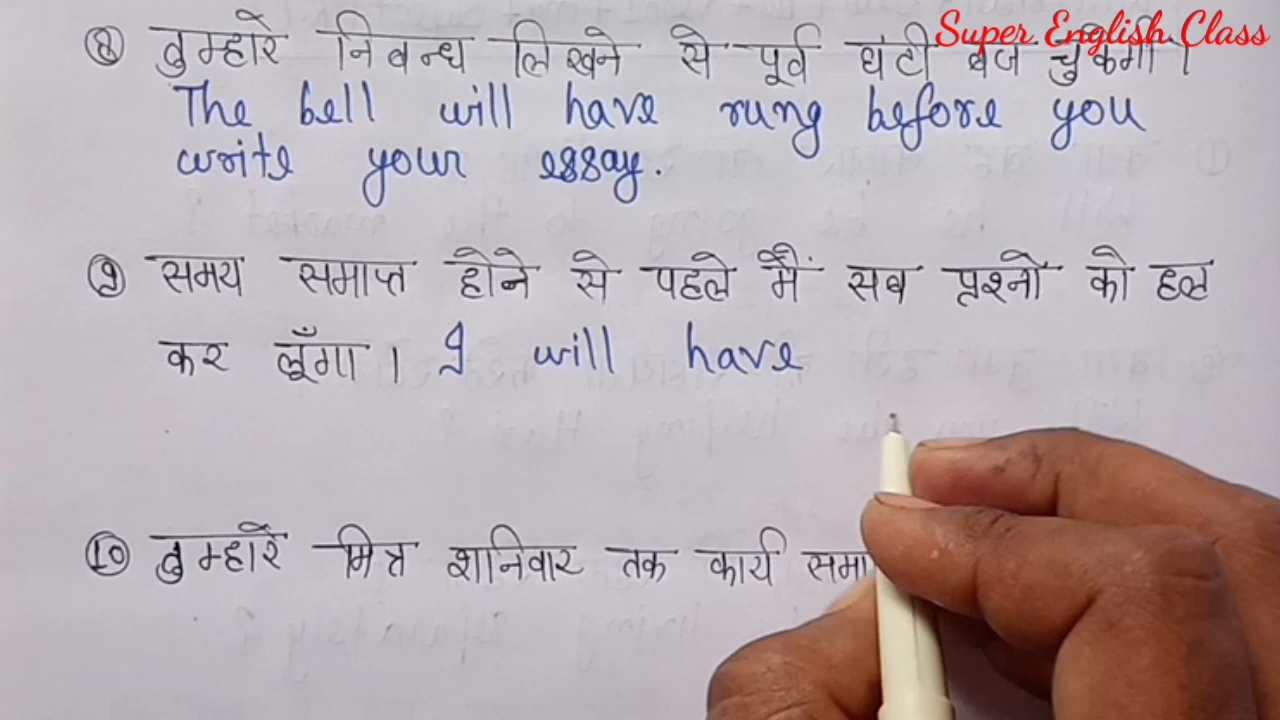 Super English Class
⑧ तुम्हारे निबन्ध लिखने से पूर्व घंटी बज चुकेगी।
The bell will have rung before you
write your essay.
⑨ समय समाप्त होने से पहले मैं सब प्रश्नों को हल
कर लूँगा। I will have
⑩ तुम्हारे मित्र शनिवार तक कार्य समा